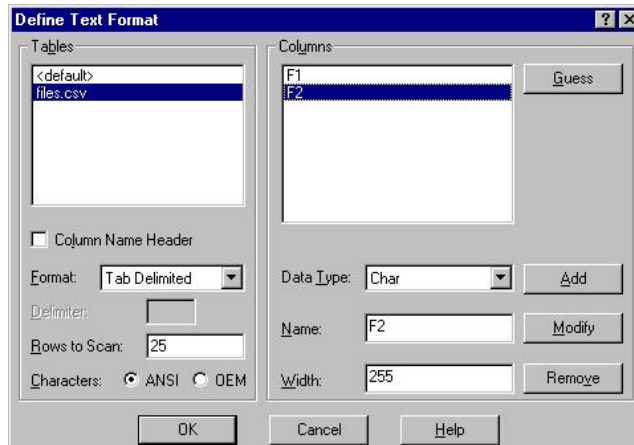 Define Text Format
Tables
<default>
files.csv
Column Name Header
Format: Tab Delimited
Delimiter:
Rows to Scan: 25
Characters: ANSI OEM
Columns
F1
F2
Guess
Data Type: Char
Add
Name: F2
Modify
Width: 255
Remove
OK Cancel Help